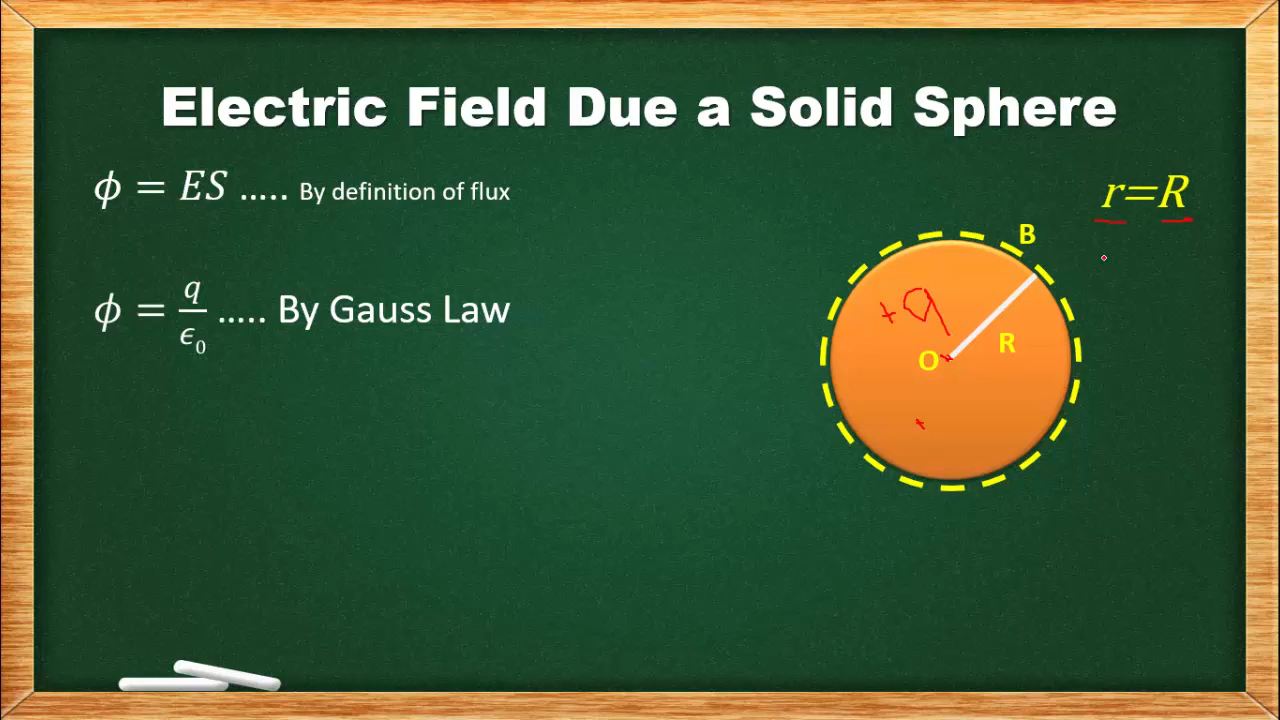 Electric Field Due a Solid Sphere
ϕ = ES ..... By definition of flux
r=R
B
+q
ϕ = q/ϵ₀ ..... By Gauss Law
R
O